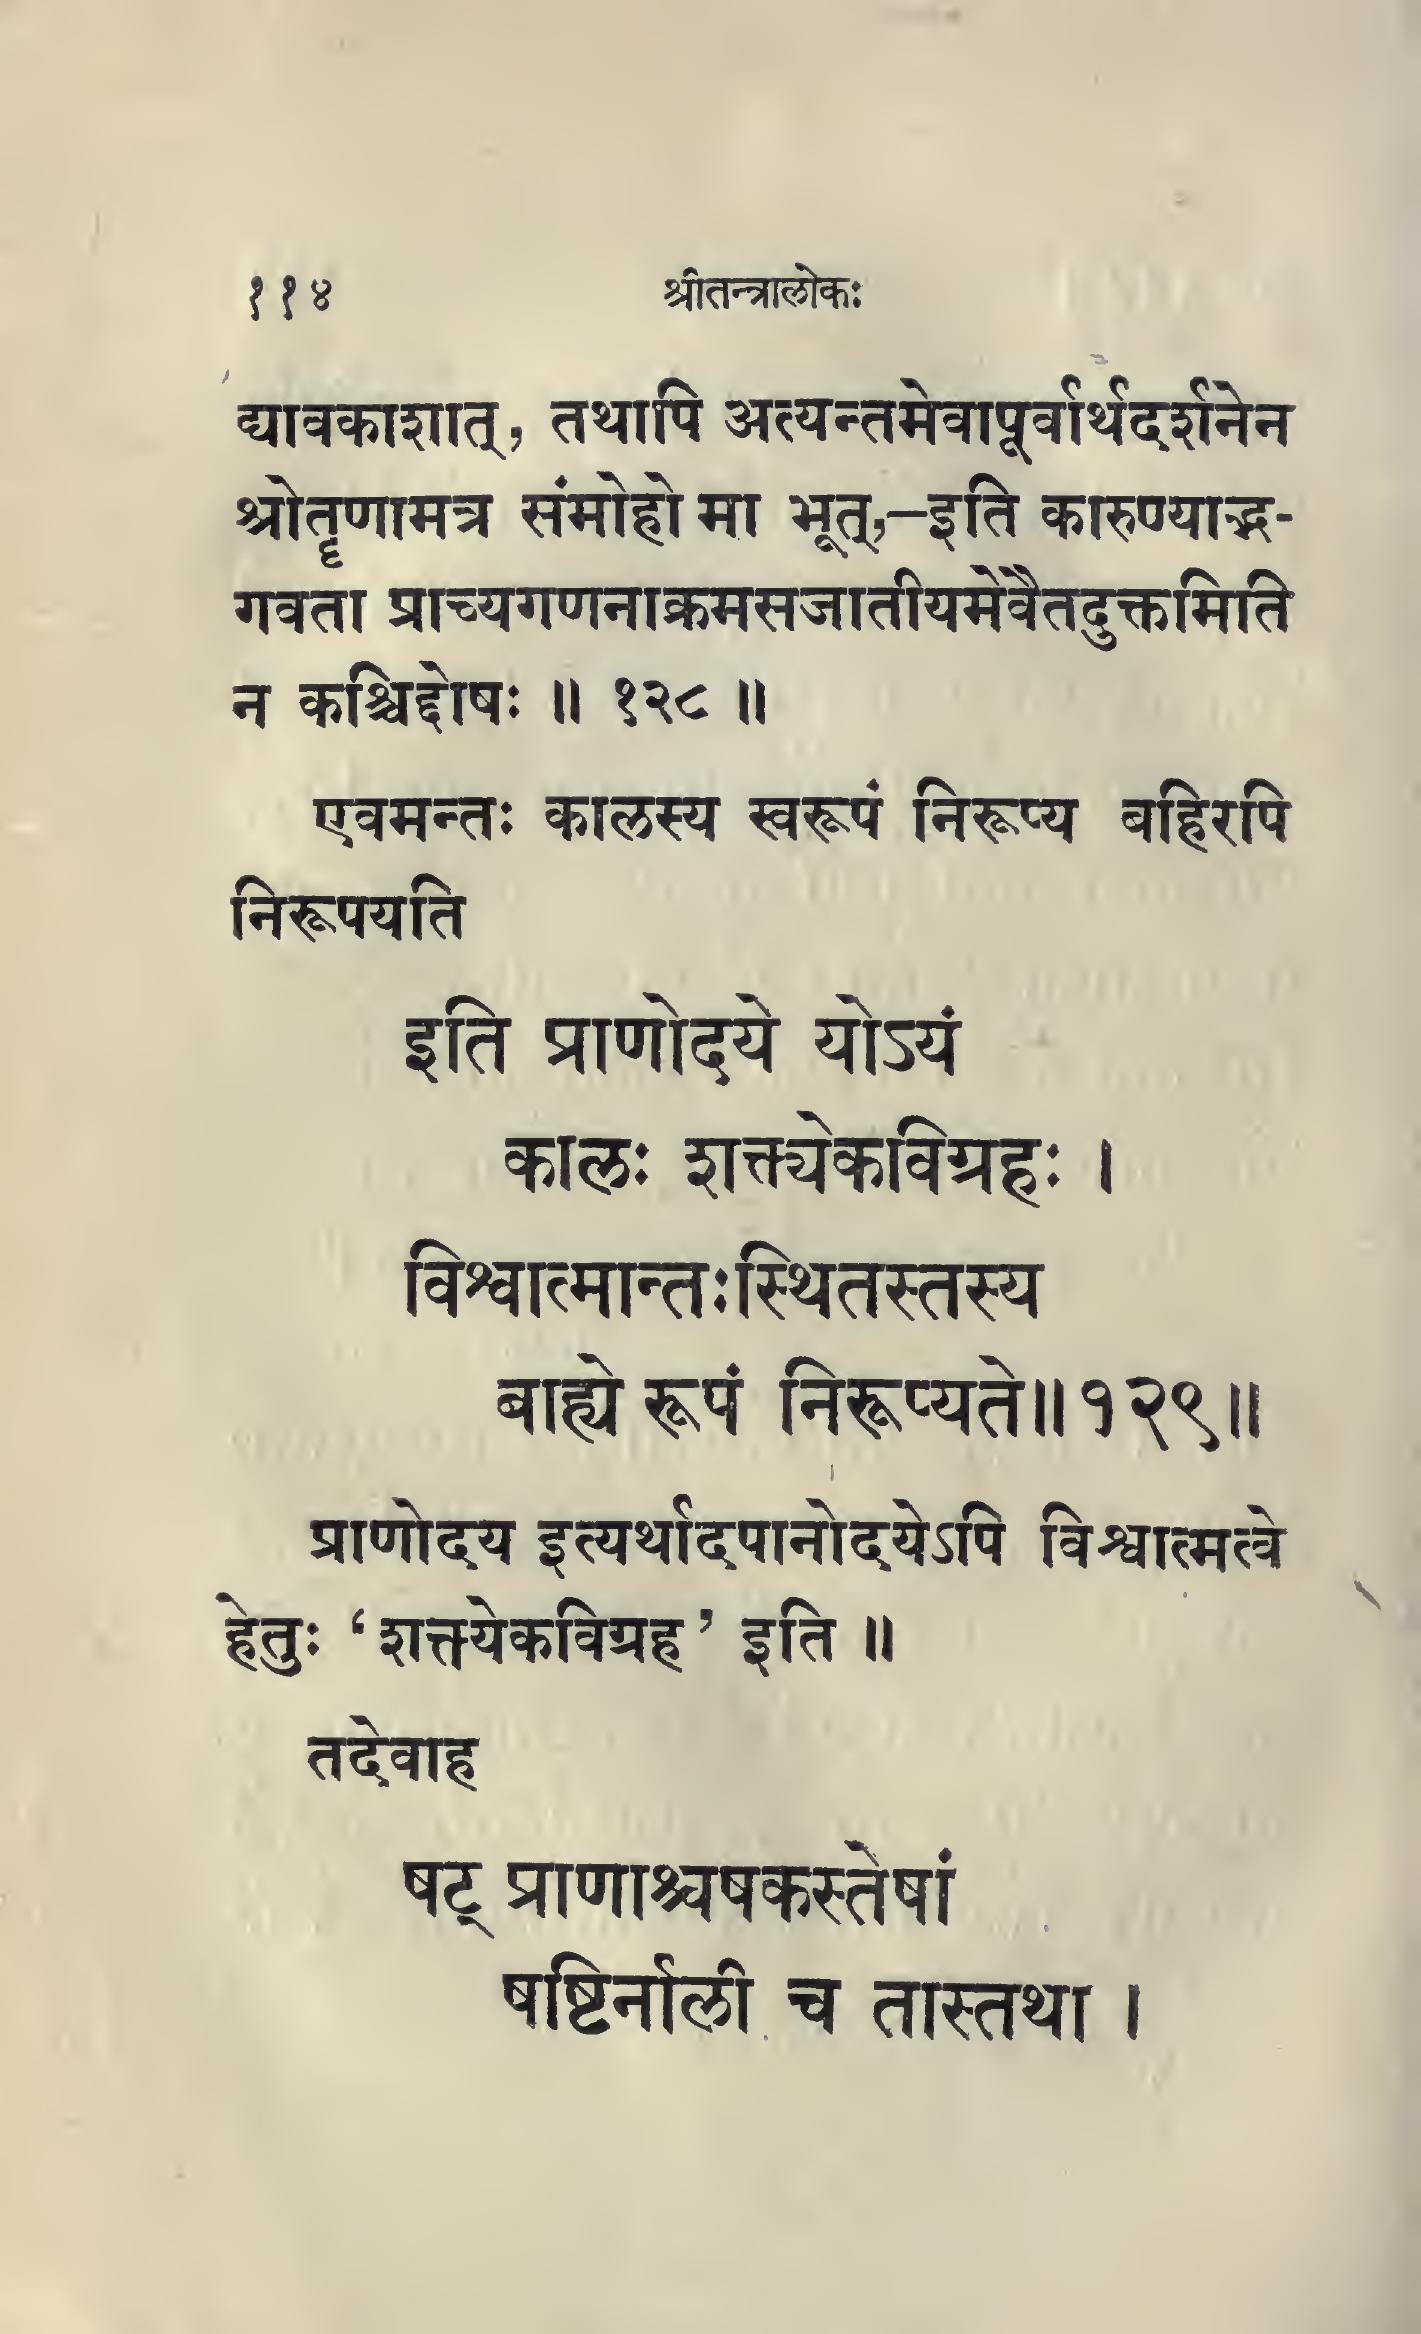 ११४ श्रीतन्त्रालोकः
द्यावकाशात्, तथापि अत्यन्तमेवापूर्वार्थदर्शनेन
श्रोतॄणामत्र संमोहो मा भूत्,—इति कारुण्याद्भ-
गवता प्राच्यगणनाक्रमसजातीयमेवैतदुक्तमिति
न कश्चिद्दोषः ॥ १२८ ॥
एवमन्तः कालस्य स्वरूपं निरूप्य बहिरपि
निरूपयति
इति प्राणोदये योऽयं
कालः शक्त्येकविग्रहः ।
विश्वात्मान्तःस्थितस्तस्य
बाह्ये रूपं निरूप्यते॥१२९॥
प्राणोदय इत्यर्थादपानोदयेऽपि विश्वात्मत्वे
हेतुः ‘शक्त्येकविग्रह’ इति ॥
तदेवाह
षट् प्राणाश्चषकस्तेषां
षष्टिर्नाली च तास्तथा ।